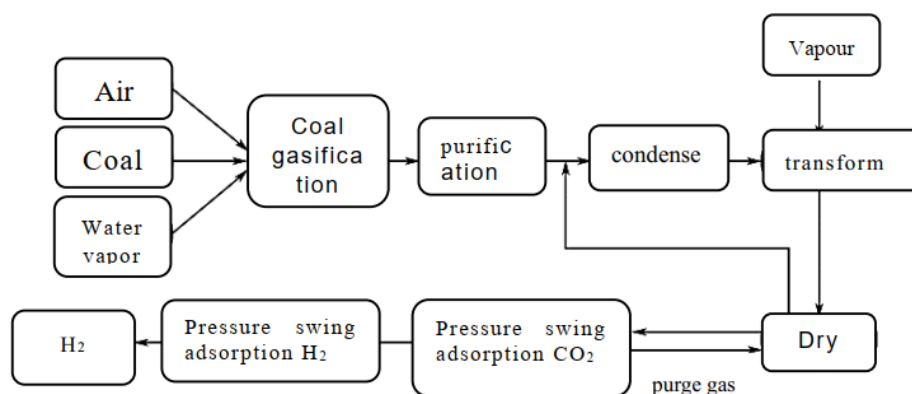 Vapour
Air
Coal
gasifica
tion
purific
ation
condense
transform
Coal
Water
vapor
H₂
Pressure swing
adsorption H₂
Pressure swing
adsorption CO₂
Dry
purge gas